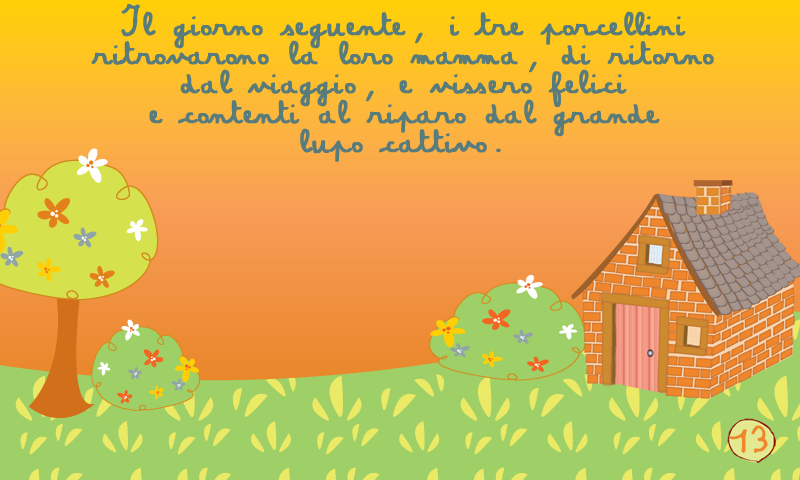 Il giorno seguente, i tre porcellini
ritrovarono la loro mamma, di ritorno
dal viaggio, e vissero felici
e contenti al riparo dal grande
lupo cattivo.
13